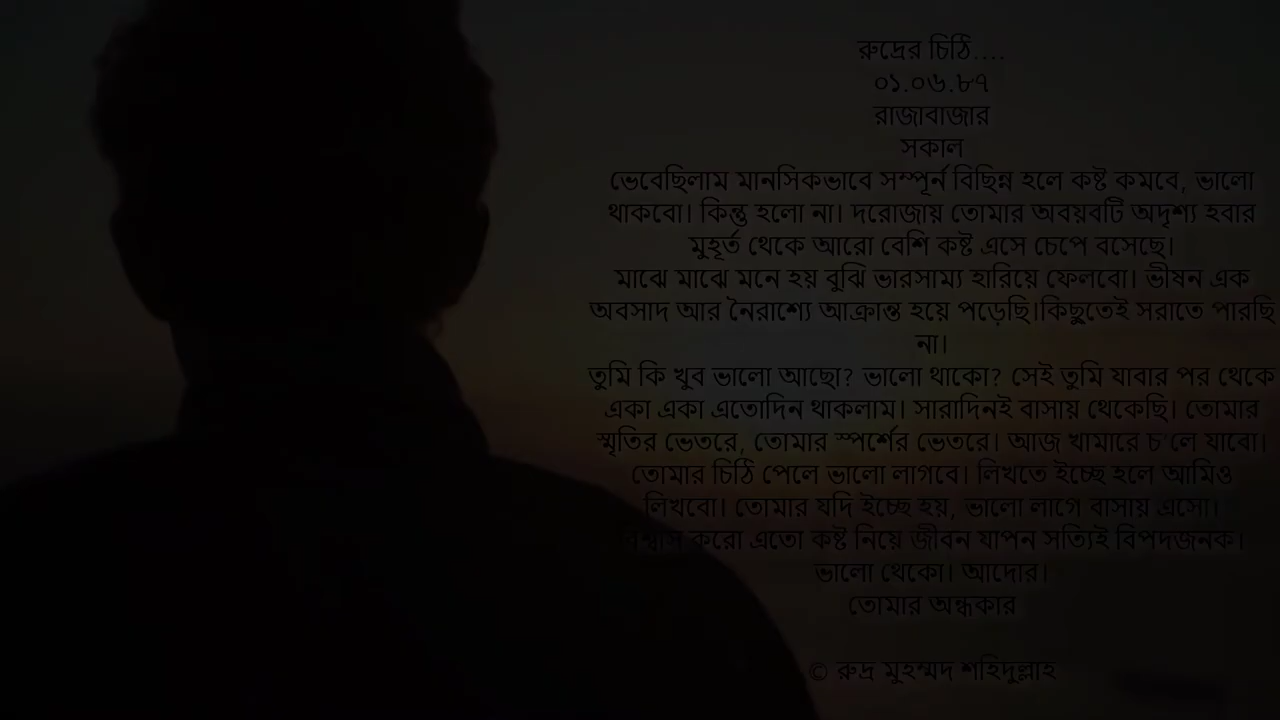 রুদ্রের চিঠি....
০১.০৬.৮৭
রাজাবাজার
সকাল
ভেবেছিলাম মানসিকভাবে সম্পূর্ন বিছিন্ন হলে কষ্ট কমবে, ভালো
থাকবো। কিন্তু হলো না। দরোজায় তোমার অবয়বটি অদৃশ্য হবার
মুহূর্ত থেকে আরো বেশি কষ্ট এসে চেপে বসেছে।
মাঝে মাঝে মনে হয় বুঝি ভারসাম্য হারিয়ে ফেলবো। ভীষন এক
অবসাদ আর নৈরাশ্যে আক্রান্ত হয়ে পড়েছি।কিছুতেই সরাতে পারছি
না।
তুমি কি খুব ভালো আছো? ভালো থাকো? সেই তুমি যাবার পর থেকে
একা একা এতোদিন থাকলাম। সারাদিনই বাসায় থেকেছি। তোমার
স্মৃতির ভেতরে, তোমার স্পর্শের ভেতরে। আজ খামারে চ'লে যাবো।
তোমার চিঠি পেলে ভালো লাগবে। লিখতে ইচ্ছে হলে আমিও
লিখবো। তোমার যদি ইচ্ছে হয়, ভালো লাগে বাসায় এসো।
বিশ্বাস করো এতো কষ্ট নিয়ে জীবন যাপন সত্যিই বিপদজনক।
ভালো থেকো। আদোর।
তোমার অন্ধকার
© রুদ্র মুহম্মদ শহিদুল্লাহ